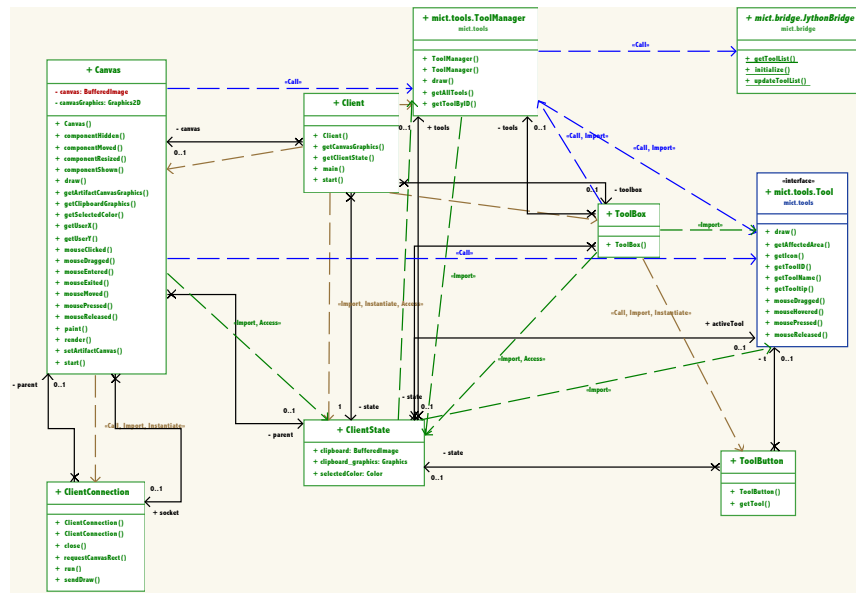 + mict.tools.ToolManager
mict.tools
+ ToolManager()
+ ToolManager()
+ draw()
+ getAllTools()
+ getToolByID()
+ mict.bridge.JythonBridge
mict.bridge
+ getToolList()
+ initialize()
+ updateToolList()
«Call»
+ Canvas
- canvas: BufferedImage
- canvasGraphics: Graphics2D
+ Canvas()
+ componentHidden()
+ componentMoved()
+ componentResized()
+ componentShown()
+ draw()
+ getArtifactCanvasGraphics()
+ getClipboardGraphics()
+ getSelectedColor()
+ getUserX()
+ getUserY()
+ mouseClicked()
+ mouseDragged()
+ mouseEntered()
+ mouseExited()
+ mouseMoved()
+ mousePressed()
+ mouseReleased()
+ paint()
+ render()
+ setArtifactCanvas()
+ start()
«Call»
+ Client
+ Client()
+ getCanvasGraphics()
+ getClientState()
+ main()
+ start()
- canvas
0..1
0..1
+ tools
- tools
0..1
«Call, Import»
«Call, Import»
0..1
- toolbox
+ ToolBox
+ ToolBox()
«interface»
+ mict.tools.Tool
mict.tools
+ draw()
+ getAffectedArea()
+ getIcon()
+ getToolID()
+ getToolName()
+ getTooltip()
+ mouseDragged()
+ mouseHovered()
+ mousePressed()
+ mouseReleased()
«Import»
«Call»
«Import»
«Import, Instantiate, Access»
«Call, Import, Instantiate»
«Import, Access»
+ activeTool
0..1
- t
0..1
«Import, Access»
«Import»
- parent
0..1
1
- state
- state
0..1
0..1
- parent
+ ClientState
+ clipboard: BufferedImage
+ clipboard_graphics: Graphics
+ selectedColor: Color
«Call, Import, Instantiate»
- state
0..1
+ ToolButton
+ ToolButton()
+ getTool()
+ ClientConnection
+ ClientConnection()
+ ClientConnection()
+ close()
+ requestCanvasRect()
+ run()
+ sendDraw()
0..1
+ socket